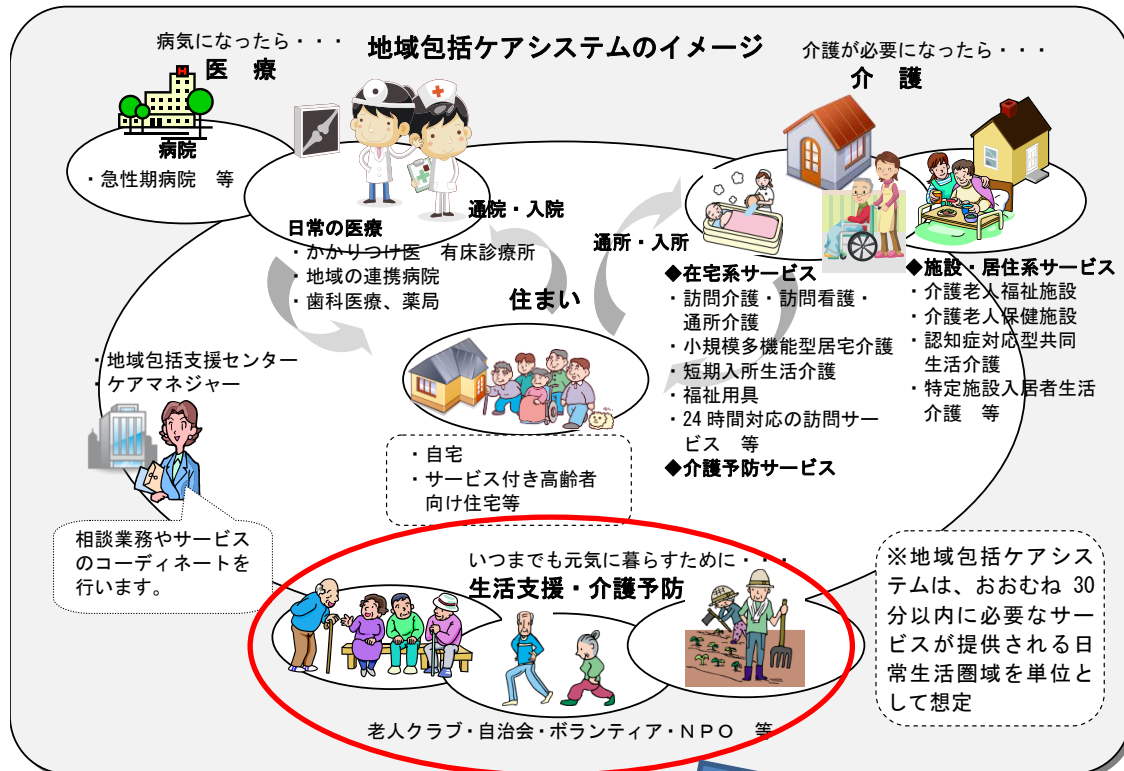 地域包括ケアシステムのイメージ
病気になったら・・・
医　療
病院
・急性期病院　等
日常の医療
・かかりつけ医　有床診療所
・地域の連携病院
・歯科医療、薬局
通院・入院
介護が必要になったら・・・
介　護
通所・入所
◆在宅系サービス
・訪問介護・訪問看護・
通所介護
・小規模多機能型居宅介護
・短期入所生活介護
・福祉用具
・24 時間対応の訪問サー
ビス　等
◆介護予防サービス
◆施設・居住系サービス
・介護老人福祉施設
・介護老人保健施設
・認知症対応型共同
生活介護
・特定施設入居者生活
介護　等
住まい
・自宅
・サービス付き高齢者
向け住宅等
・地域包括支援センター
・ケアマネジャー
相談業務やサービス
のコーディネートを
行います。
いつまでも元気に暮らすために・・・
生活支援・介護予防
老人クラブ・自治会・ボランティア・ＮＰＯ　等
※地域包括ケアシス
テムは、おおむね 30
分以内に必要なサー
ビスが提供される日
常生活圏域を単位と
して想定
H